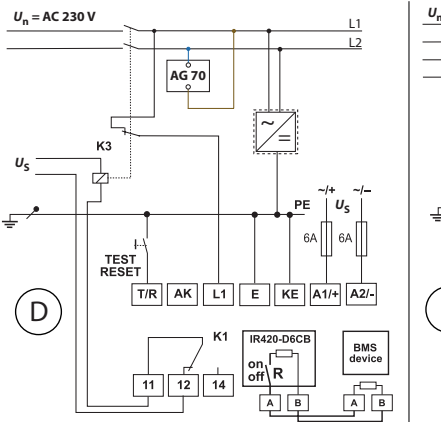 Un = AC 230 V
Un
L1
L2
AG 70
~
=
K3
US
~/+ US ~/–
PE
6A 6A
TEST
RESET
T/R AK L1 E KE A1/+ A2/-
D
K1
IR420-D6CB
BMS
device
on
off R
11 12 14
A B A B